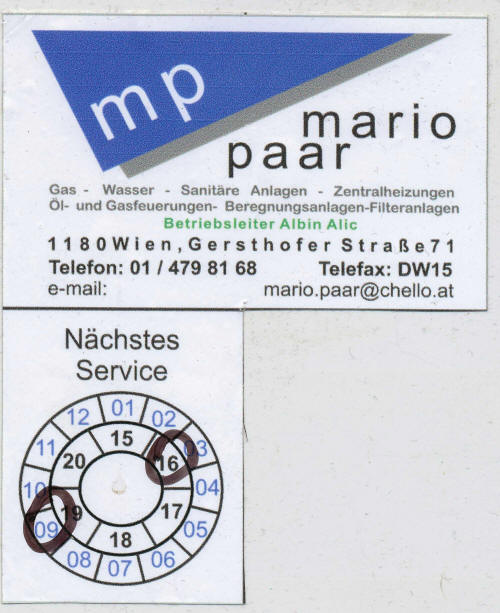 mp
mario
paar
Gas - Wasser - Sanitäre Anlagen - Zentralheizungen
Öl- und Gasfeuerungen- Beregnungsanlagen-Filteranlagen
Betriebsleiter Albin Alic
1180Wien,Gersthofer Straße71
Telefon: 01 / 479 81 68 Telefax: DW15
e-mail: mario.paar@chello.at
Nächstes
Service
01 02 03 04 05 06 07 08 09 10 11 12
15 16 17 18 19 20